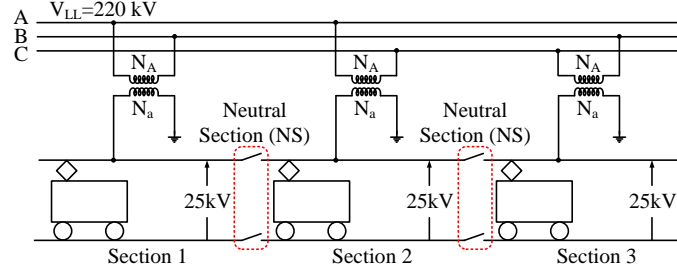 V_LL=220 kV
A
B
C
N_A
N_a
N_A
N_a
N_A
N_a
Neutral
Section (NS)
Neutral
Section (NS)
25kV
25kV
25kV
Section 1
Section 2
Section 3